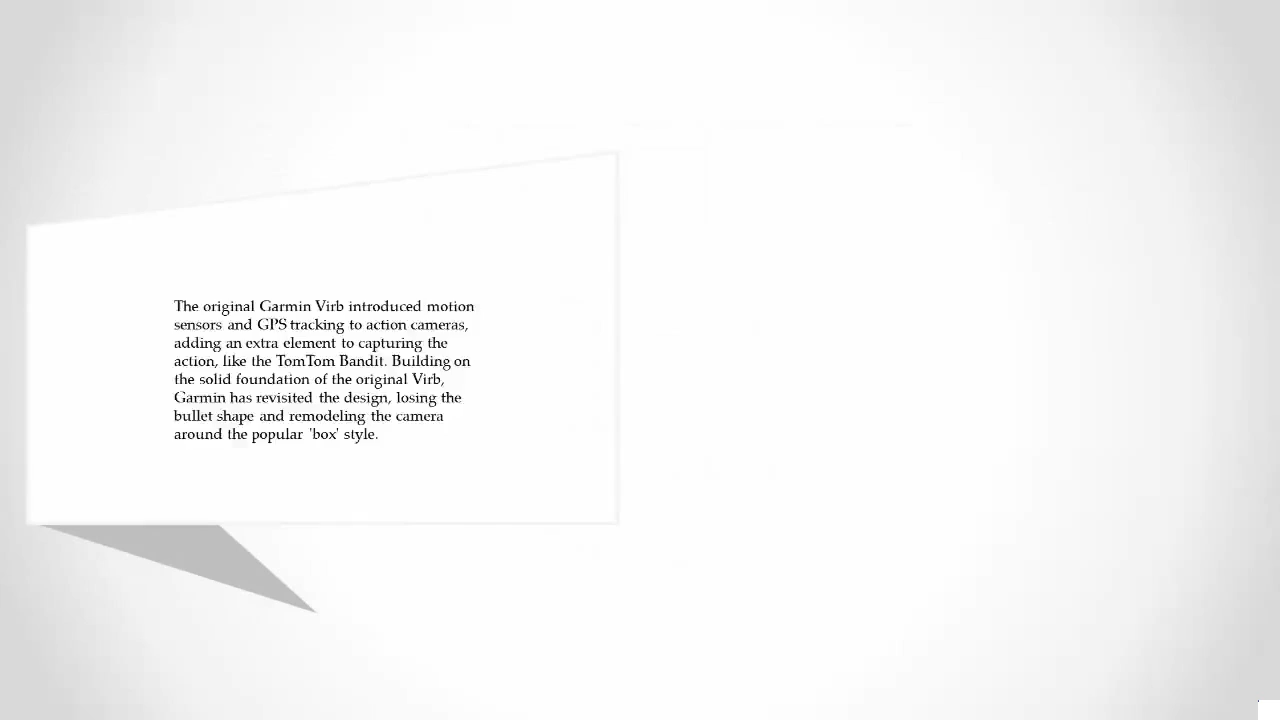 The original Garmin Virb introduced motion
sensors and GPS tracking to action cameras,
adding an extra element to capturing the
action, like the TomTom Bandit. Building on
the solid foundation of the original Virb,
Garmin has revisited the design, losing the
bullet shape and remodeling the camera
around the popular 'box' style.